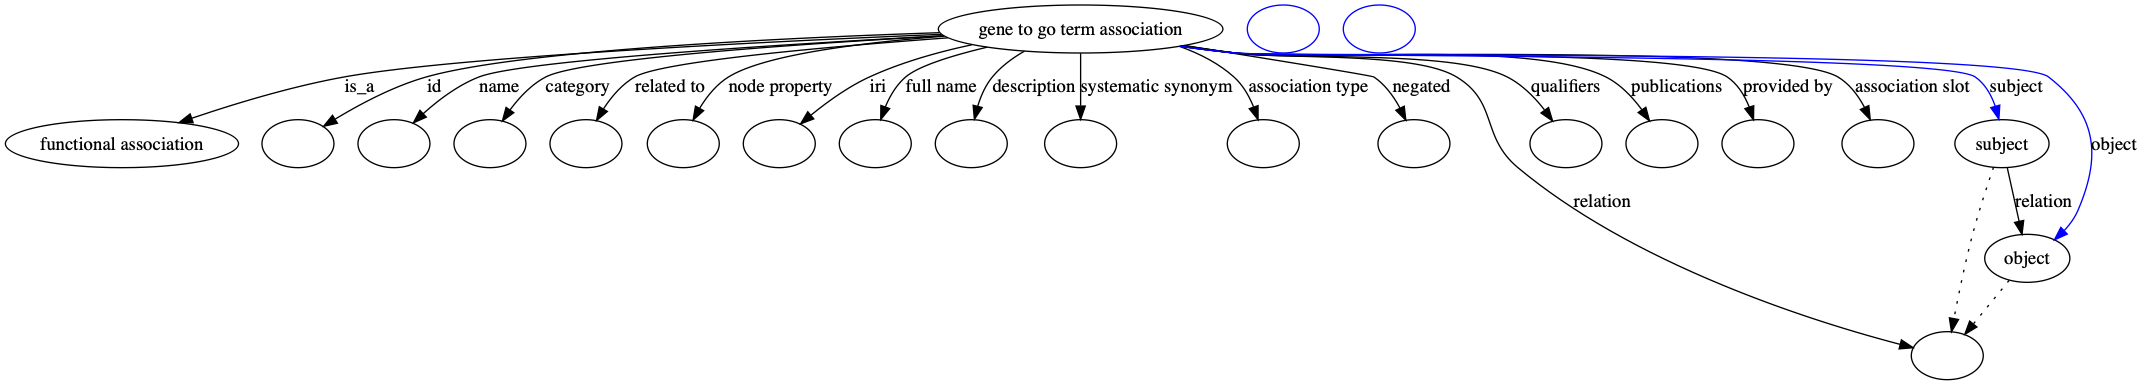 gene to go term association
is_a
id
name
category
related to
node property
iri
full name
description
systematic synonym
association type
negated
qualifiers
publications
provided by
association slot
subject
functional association
subject
object
relation
relation
object